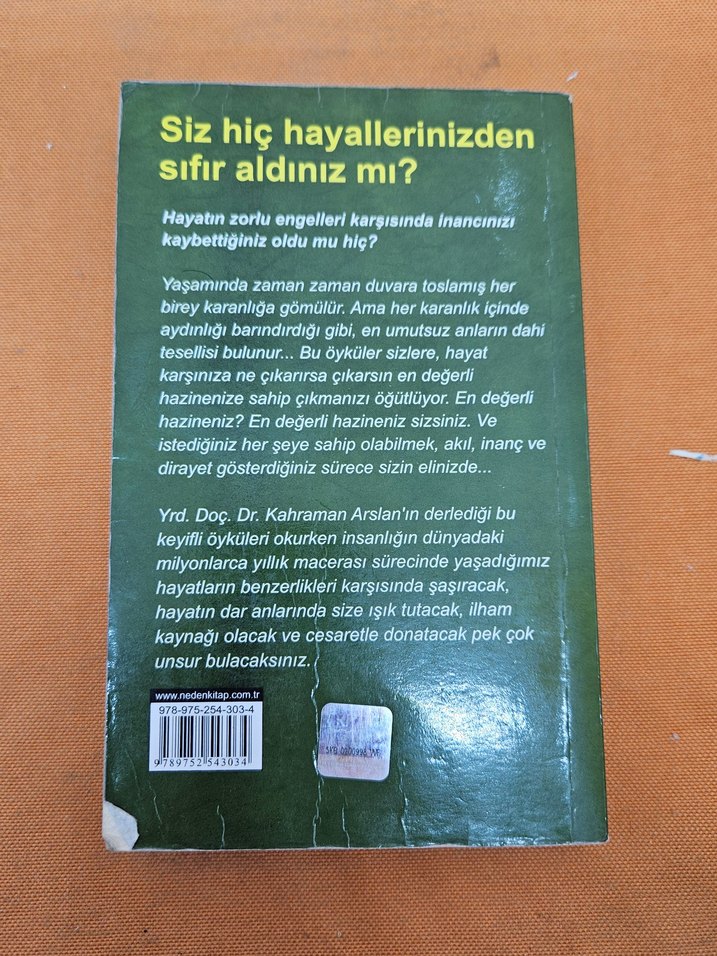 Siz hiç hayallerinizden
sıfır aldınız mı?
Hayatın zorlu engelleri karşısında inancınızı
kaybettiğiniz oldu mu hiç?
Yaşamında zaman zaman duvara toslamış her
birey karanlığa gömülür. Ama her karanlık içinde
aydınlığı barındırdığı gibi, en umutsuz anların dahi
tesellisi bulunur... Bu öyküler sizlere, hayat
karşınıza ne çıkarırsa çıkarsın en değerli
hazinenize sahip çıkmanızı öğütlüyor. En değerli
hazineniz? En değerli hazineniz sizsiniz. Ve
istediğiniz her şeye sahip olabilmek, akıl, inanç ve
dirayet gösterdiğiniz sürece sizin elinizde...
Yrd. Doç. Dr. Kahraman Arslan'ın derlediği bu
keyifli öyküleri okurken insanlığın dünyadaki
milyonlarca yıllık macerası sürecinde yaşadığımız
hayatların benzerlikleri karşısında şaşıracak,
hayatın dar anlarında size ışık tutacak, ilham
kaynağı olacak ve cesaretle donatacak pek çok
unsur bulacaksınız.
www.nedenkitap.com.tr
978-975-254-303-4
9 789752 543034